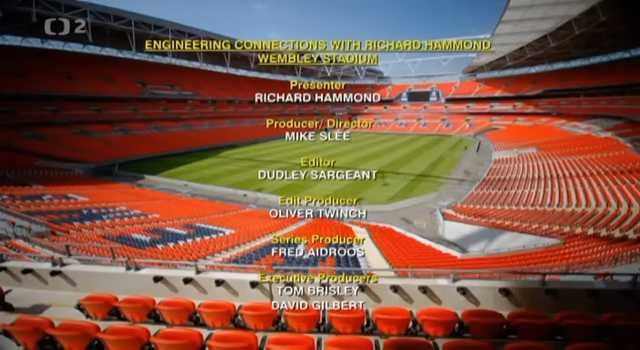 2
ENGINEERING CONNECTIONS WITH RICHARD HAMMOND
WEMBLEY STADIUM
Presenter
RICHARD HAMMOND
Producer/ Director
MIKE SLEE
Editor
DUDLEY SARGEANT
Edit Producer
OLIVER TWINCH
Series Producer
FRED AIDROOS
Executive Producers
TOM BRISLEY
DAVID GILBERT